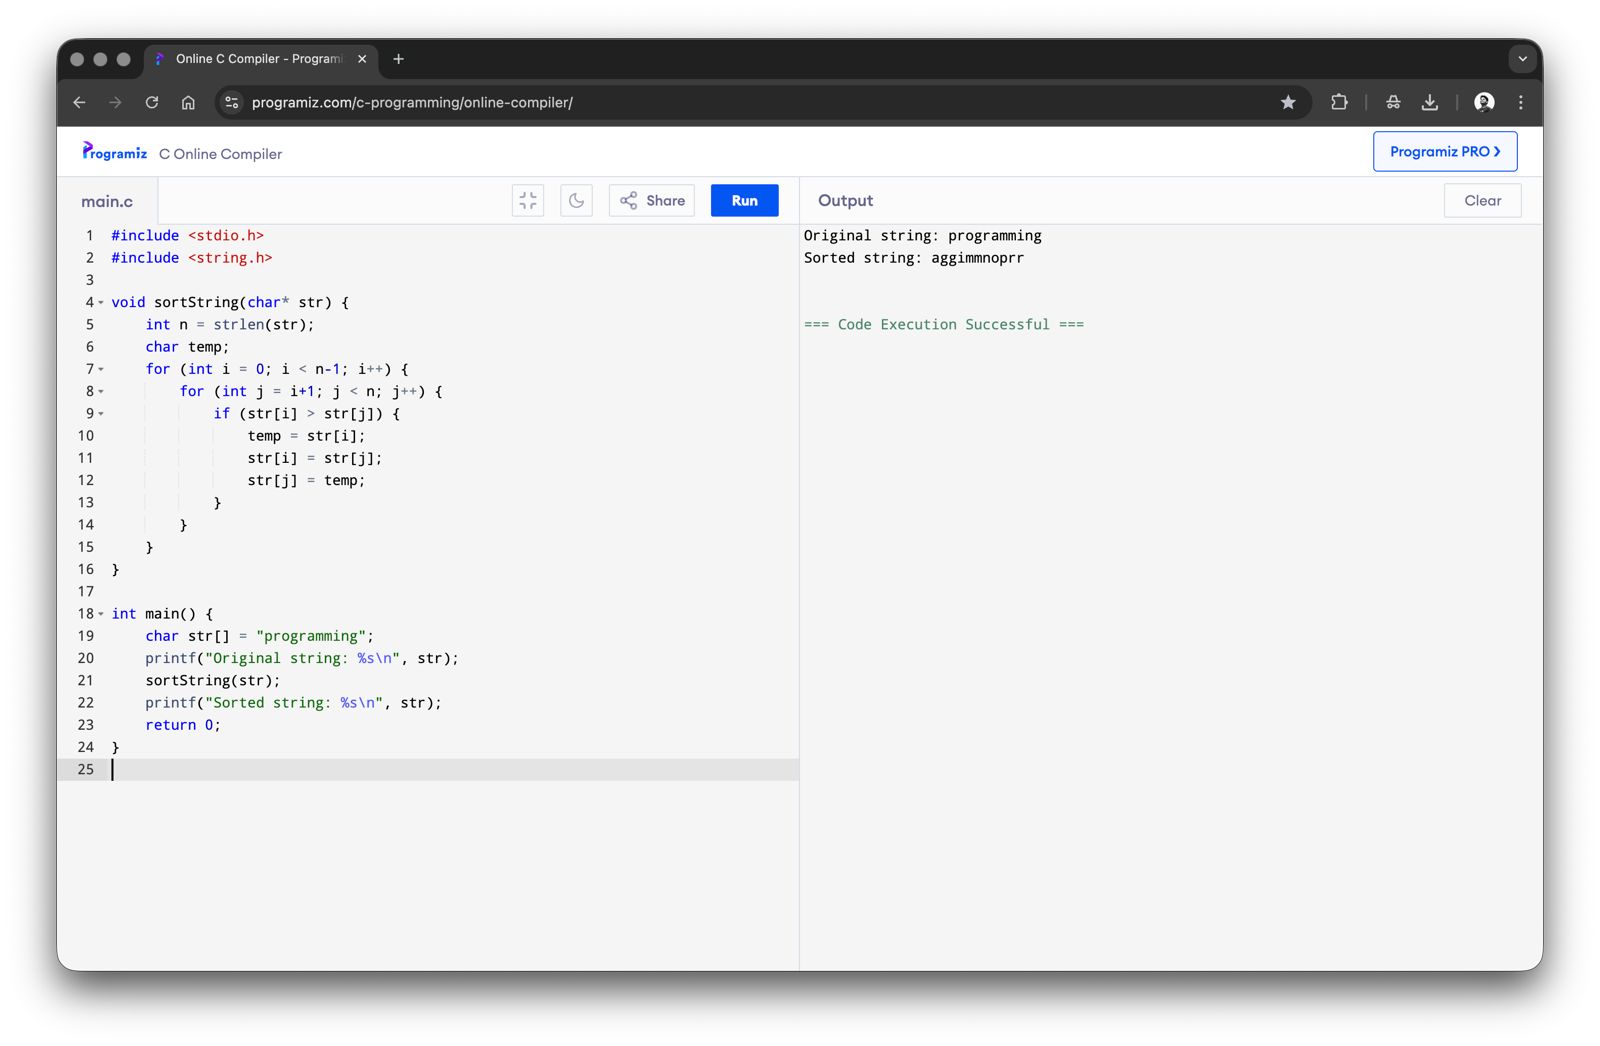 Online C Compiler - Programi
programiz.com/c-programming/online-compiler/
Programiz C Online Compiler
Programiz PRO ❯
main.c
Share
Run
Output
Clear
1 #include <stdio.h>
2 #include <string.h>
3
4 void sortString(char* str) {
5     int n = strlen(str);
6     char temp;
7     for (int i = 0; i < n-1; i++) {
8         for (int j = i+1; j < n; j++) {
9             if (str[i] > str[j]) {
10                 temp = str[i];
11                 str[i] = str[j];
12                 str[j] = temp;
13             }
14         }
15     }
16 }
17
18 int main() {
19     char str[] = "programming";
20     printf("Original string: %s\n", str);
21     sortString(str);
22     printf("Sorted string: %s\n", str);
23     return 0;
24 }
25
Original string: programming
Sorted string: aggimmnoprr
=== Code Execution Successful ===